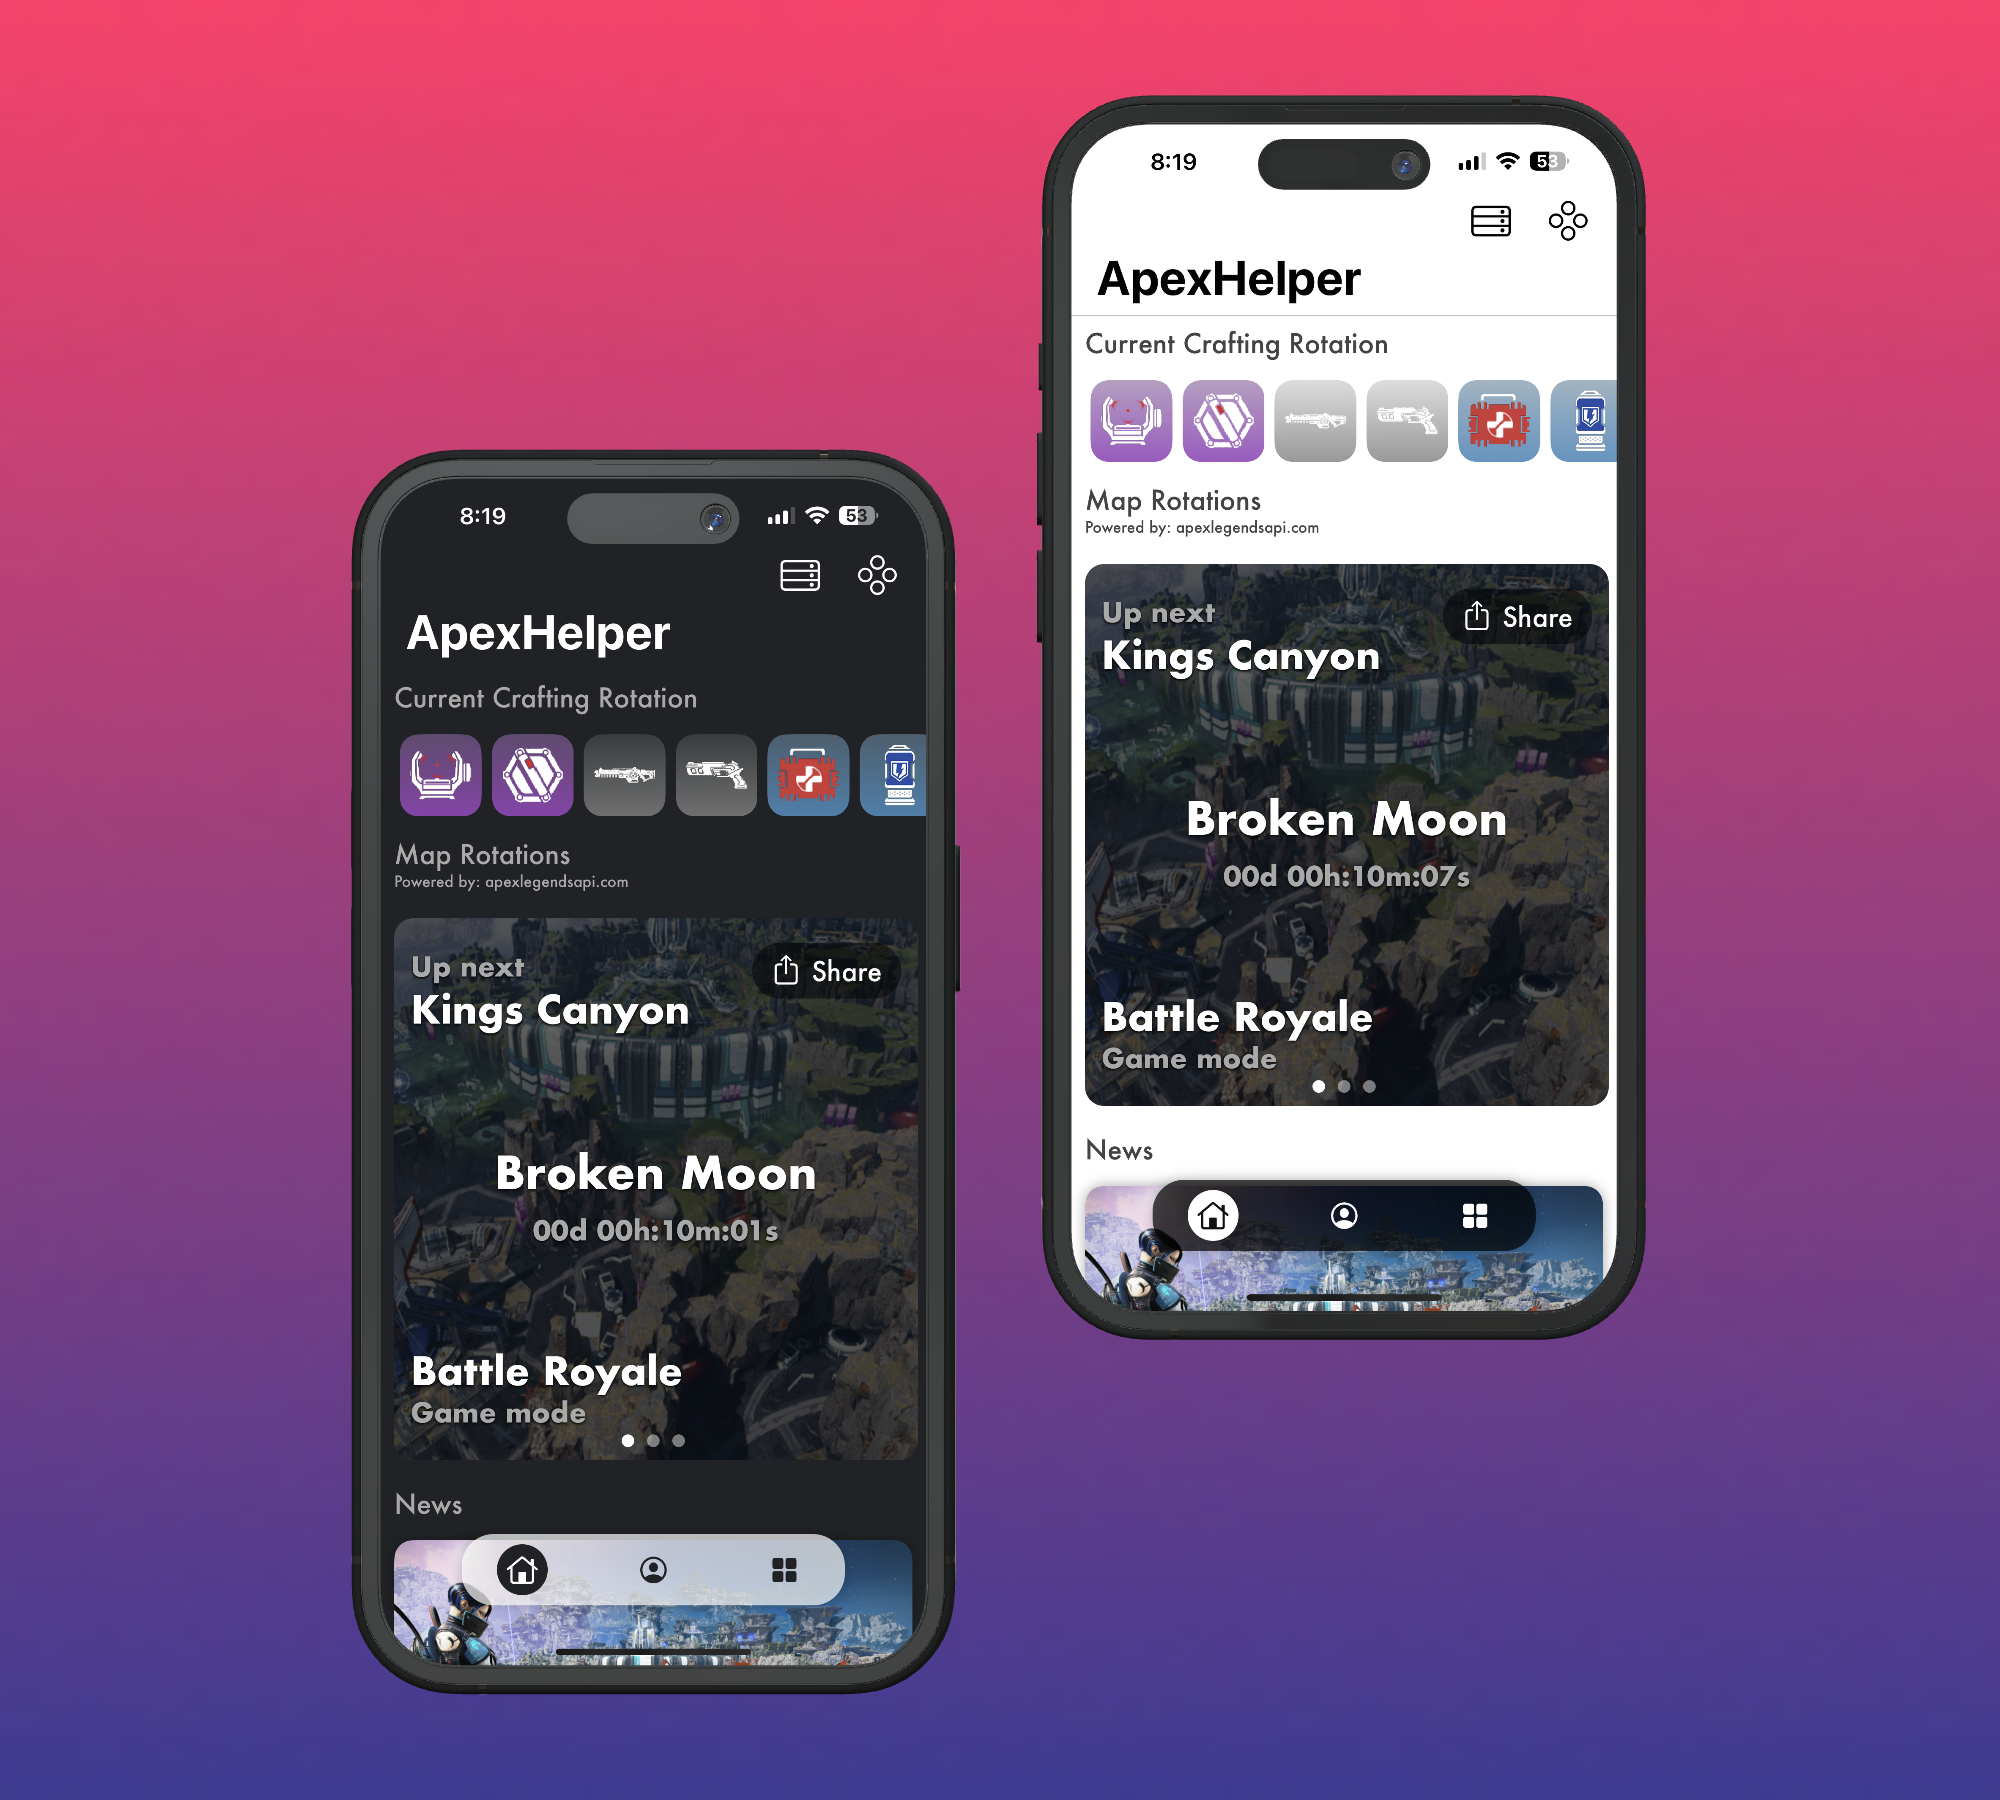 8:19
53
ApexHelper
Current Crafting Rotation
Map Rotations
Powered by: apexlegendsapi.com
Up next
Share
Kings Canyon
Broken Moon
00d 00h:10m:01s
Battle Royale
Game mode
News
8:19
53
ApexHelper
Current Crafting Rotation
Map Rotations
Powered by: apexlegendsapi.com
Up next
Share
Kings Canyon
Broken Moon
00d 00h:10m:07s
Battle Royale
Game mode
News